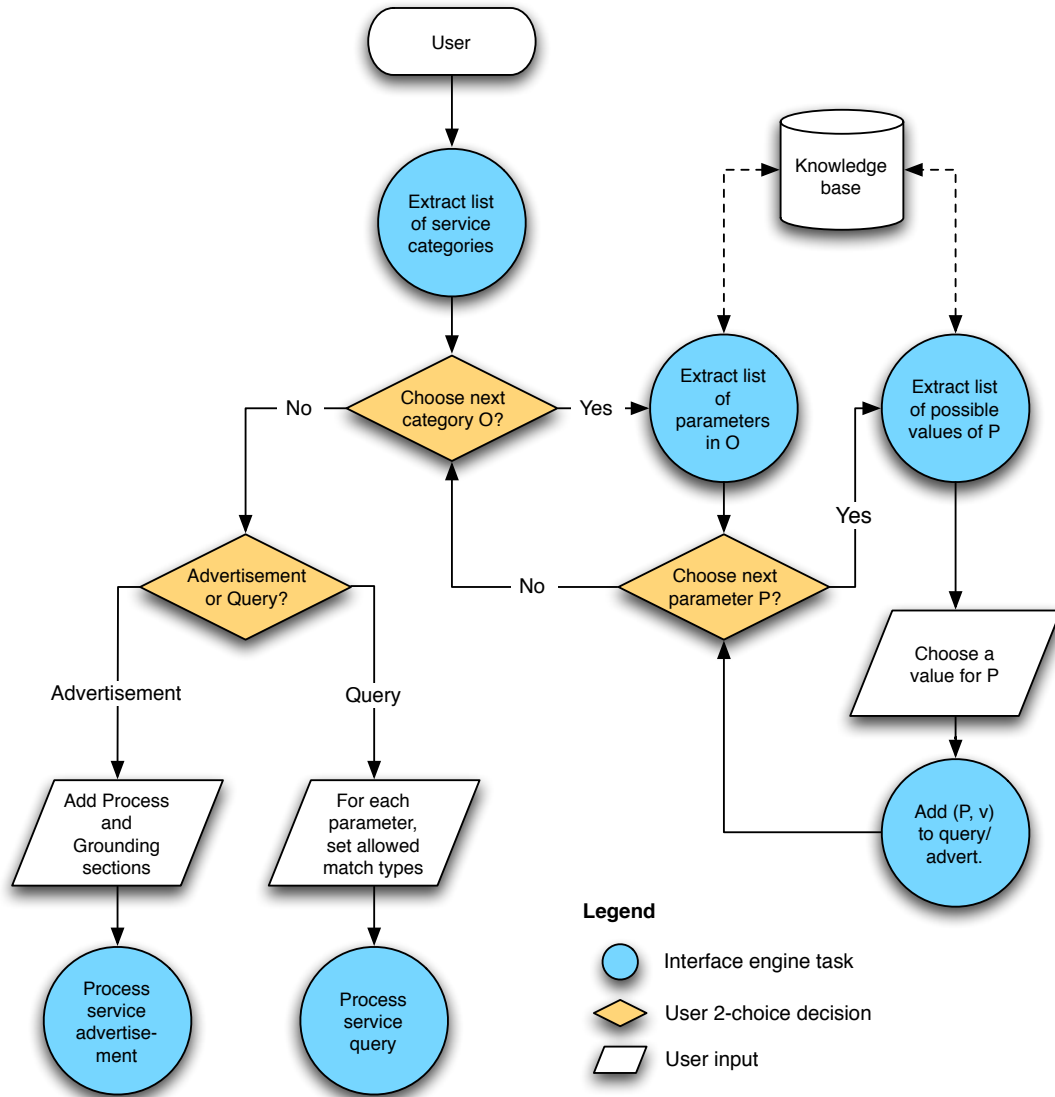 User
Extract list
of service
categories
Knowledge
base
Choose next
category O?
No
Yes
Extract list
of
parameters
in O
Extract list
of possible
values of P
Yes
Advertisement
or Query?
No
Choose next
parameter P?
Choose a
value for P
Advertisement
Query
Add Process
and
Grounding
sections
For each
parameter,
set allowed
match types
Add (P, v)
to query/
advert.
Process
service
advertise-
ment
Process
service
query
Legend
Interface engine task
User 2-choice decision
User input